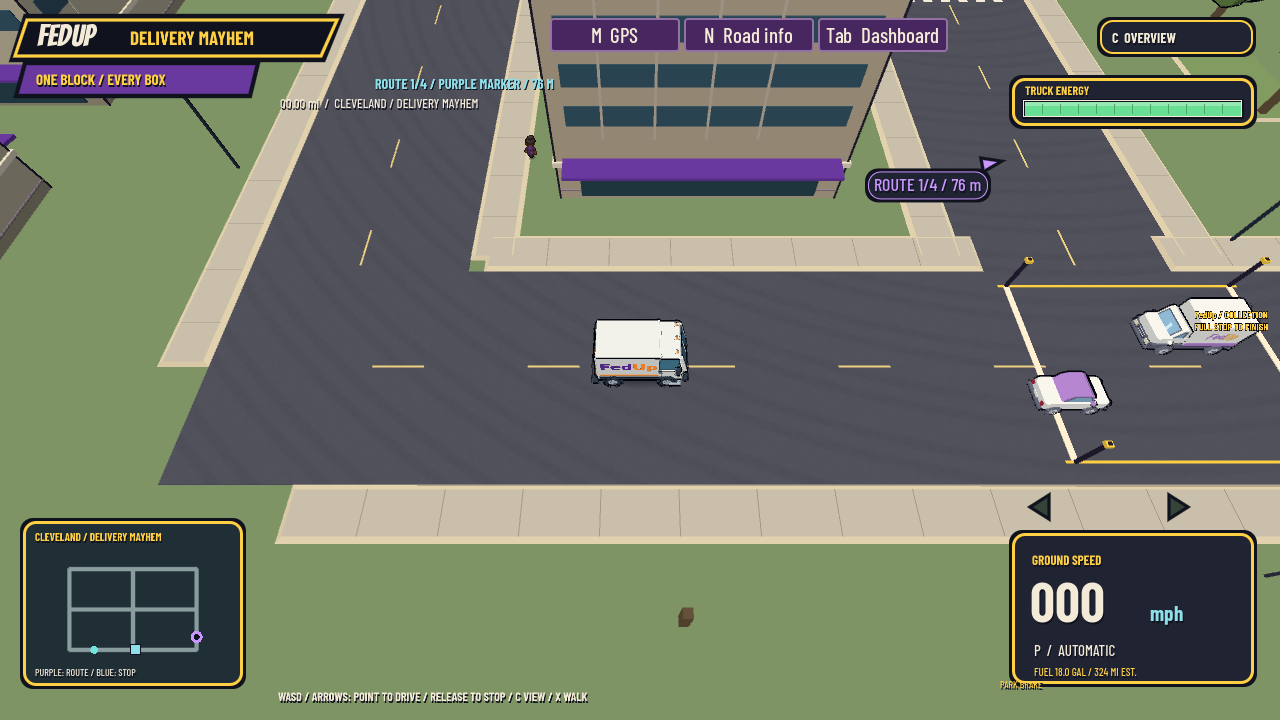 FEDUP DELIVERY MAYHEM
ONE BLOCK / EVERY BOX
M GPS
N Road info
Tab Dashboard
C OVERVIEW
TRUCK ENERGY
ROUTE 1/4 / PURPLE MARKER / 76 M
00.00 mi / CLEVELAND / DELIVERY MAYHEM
ROUTE 1/4 / 76 m
FedUp / COLLECTION
FULL STOP TO FINISH
FedUp
CLEVELAND / DELIVERY MAYHEM
PURPLE: ROUTE / BLUE: STOP
GROUND SPEED
000 mph
P / AUTOMATIC
FUEL 18.0 GAL / 324 MI EST.
PARK BRAKE
WASD / ARROWS: POINT TO DRIVE / RELEASE TO STOP / C VIEW / X WALK